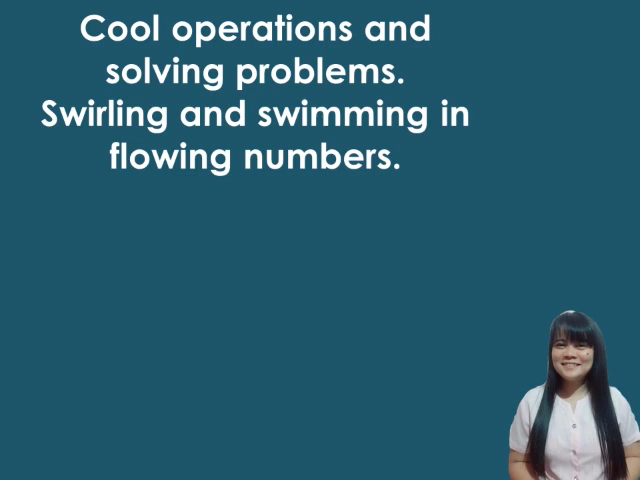 Cool operations and
solving problems.
Swirling and swimming in
flowing numbers.